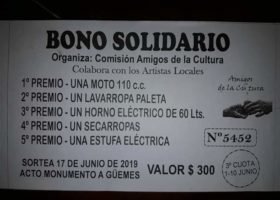 BONO SOLIDARIO
Organiza: Comisión Amigos de la Cultura
Colabora con los Artistas Locales
1º PREMIO - UNA MOTO 110 c.c.
2º PREMIO - UN LAVARROPA PALETA
3º PREMIO - UN HORNO ELÉCTRICO DE 60 Lts.
4º PREMIO - UN SECARROPAS
5º PREMIO - UNA ESTUFA ELÉCTRICA
Amigos
de la
Cultura
Nº5452
SORTEA 17 DE JUNIO DE 2019
ACTO MONUMENTO A GÜEMES
VALOR $ 300
3º CUOTA
1-10 JUNIO